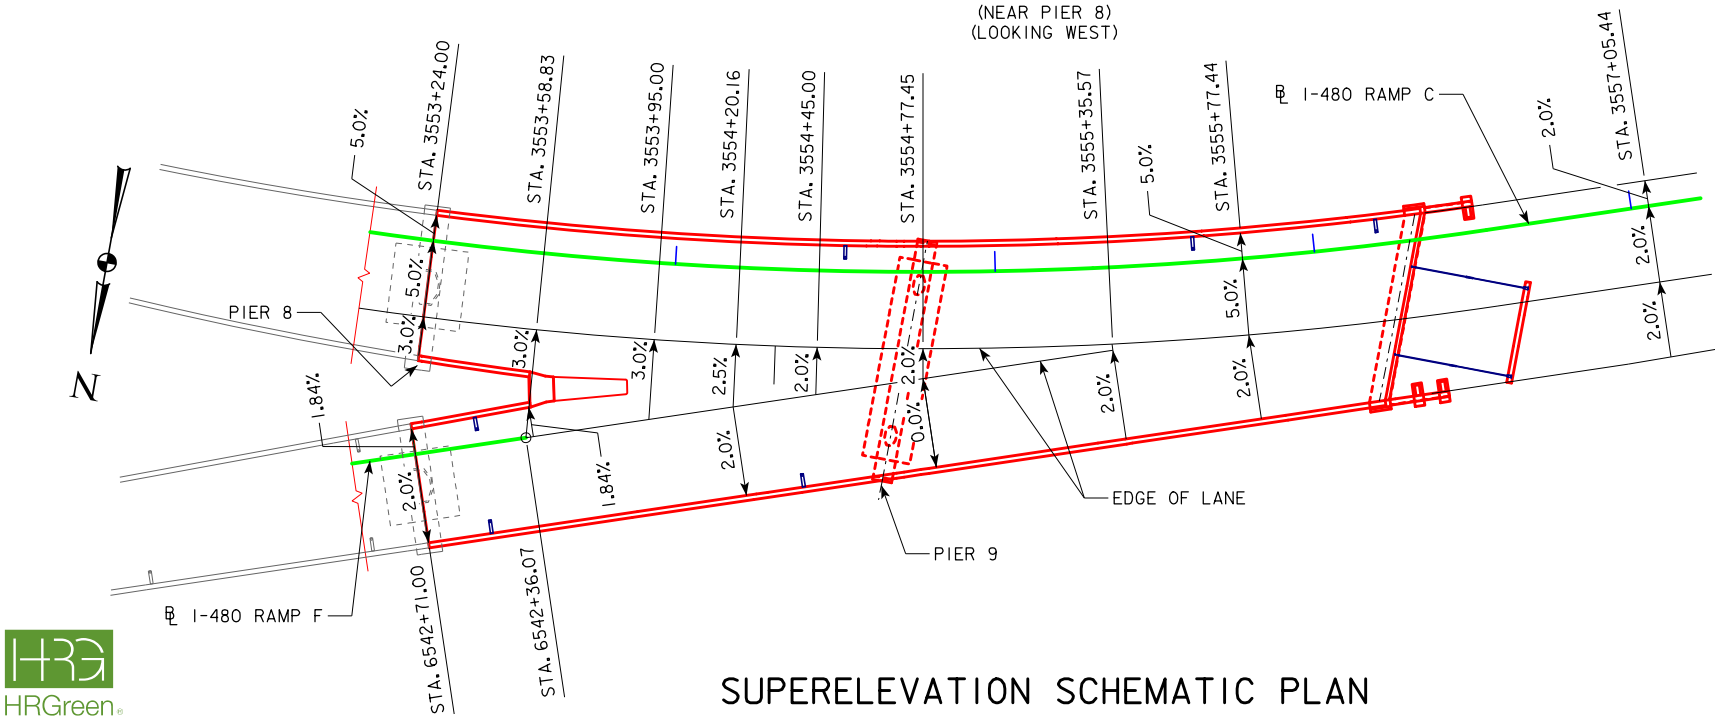 (NEAR PIER 8)
(LOOKING WEST)
STA. 3553+24.00
STA. 3553+58.83
STA. 3553+95.00
STA. 3554+20.16
STA. 3554+45.00
STA. 3554+77.45
STA. 3555+35.57
STA. 3555+77.44
STA. 3557+05.44
℄ I-480 RAMP C
5.0%
5.0%
2.0%
5.0%
5.0%
2.0%
PIER 8
3.0%
3.0%
3.0%
2.5%
2.0%
2.0%
2.0%
2.0%
2.0%
N
1.84%
2.0%
1.84%
2.0%
0.0%
EDGE OF LANE
PIER 9
℄ I-480 RAMP F
STA. 6542+71.00
STA. 6542+36.07
HRG
HRGreen
SUPERELEVATION SCHEMATIC PLAN